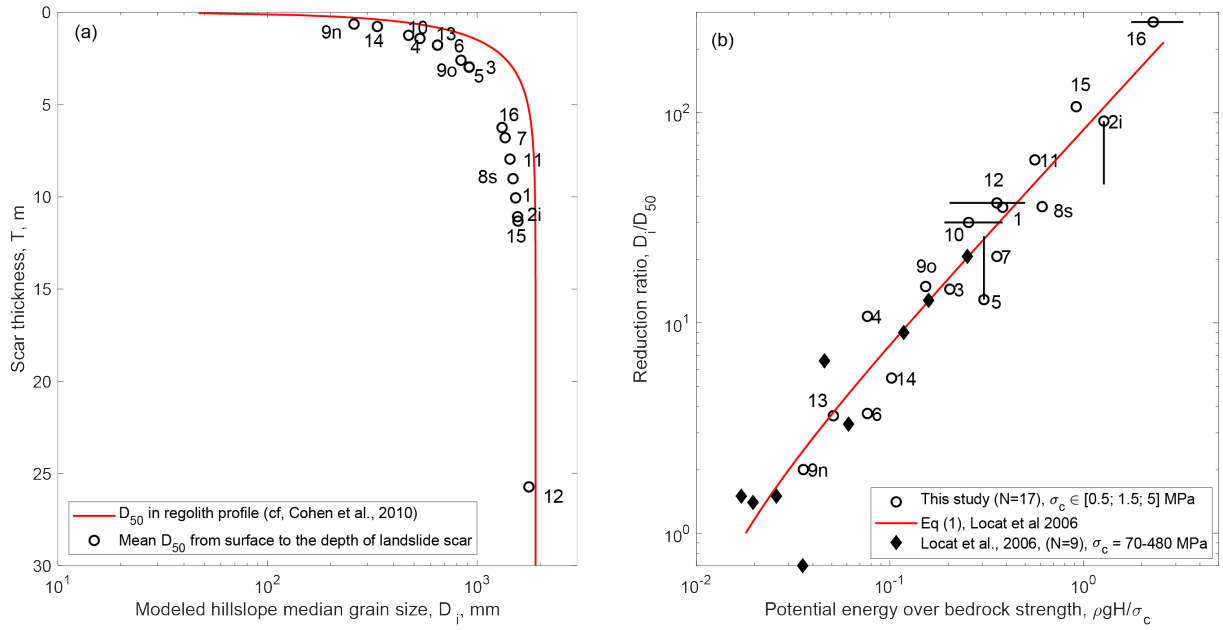 (a)
0
5
10
15
20
25
30
Scar thickness, T, m
10^1
10^2
10^3
Modeled hillslope median grain size, D_i, mm
9n
14
10
4
13
6
9o
5
3
16
7
11
8s
1
2i
15
12
D_50 in regolith profile (cf, Cohen et al., 2010)
Mean D_50 from surface to the depth of landslide scar
(b)
10^2
10^1
10^0
Reduction ratio, D_i/D_50
10^-2
10^-1
10^0
Potential energy over bedrock strength, ρgH/σ_c
16
15
2i
11
12
1
8s
10
7
9o
3
5
4
14
13
6
9n
This study (N=17), σ_c ∈ [0.5; 1.5; 5] MPa
Eq (1), Locat et al 2006
Locat et al., 2006, (N=9), σ_c = 70-480 MPa